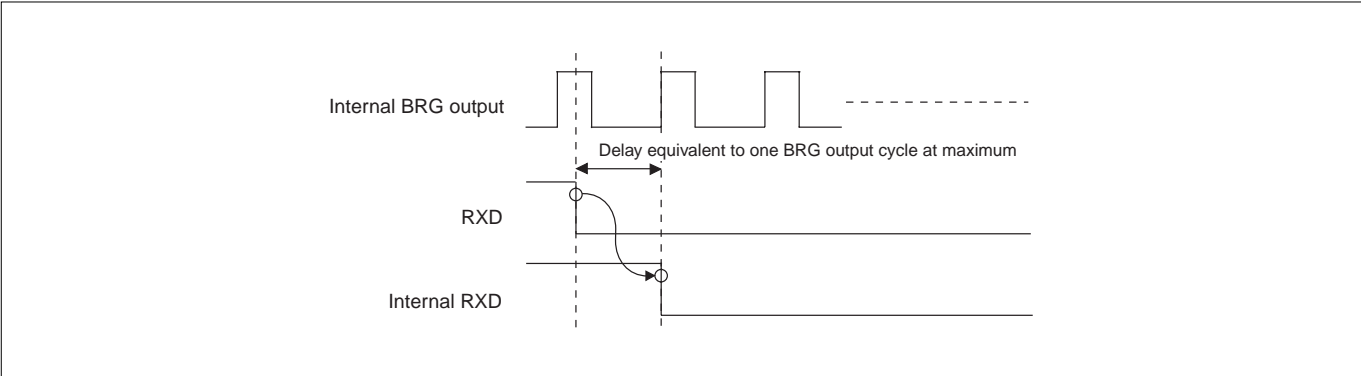 Internal BRG output
Delay equivalent to one BRG output cycle at maximum
RXD
Internal RXD